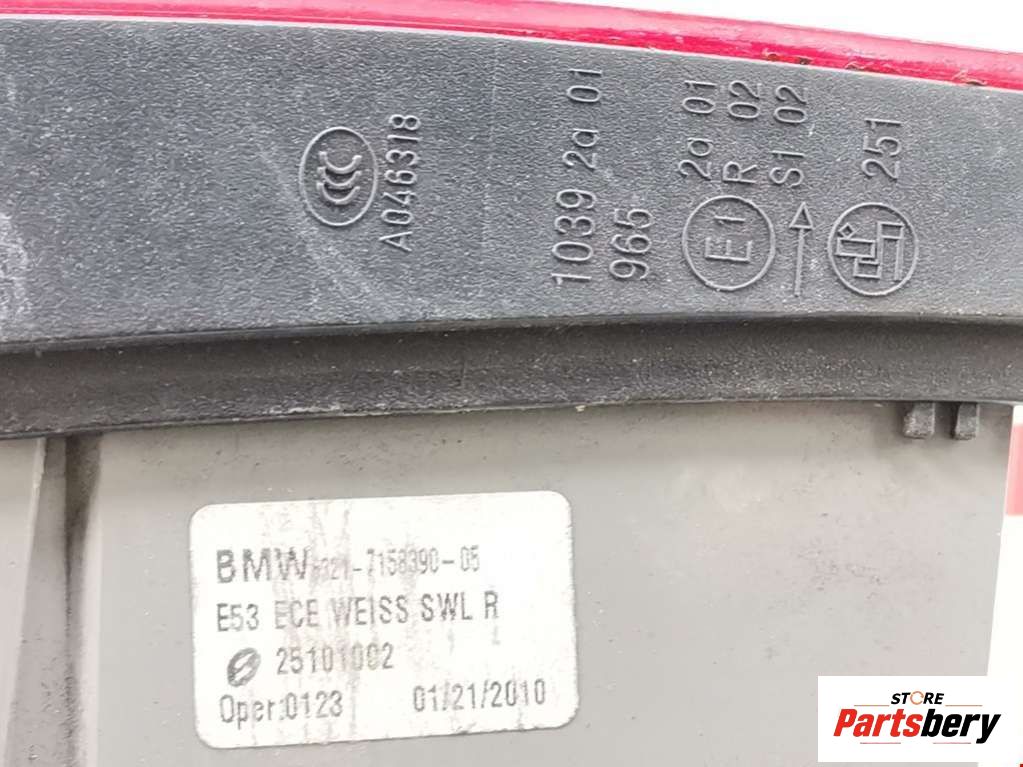 CCC
A046318
1039 2a 01
965
2a 01
R 02
E1
S1 02
251
BMW 7158390-05
E53 ECE WEISS SWL R
25101002
Oper:0123 01/21/2010
STORE
Partsbery